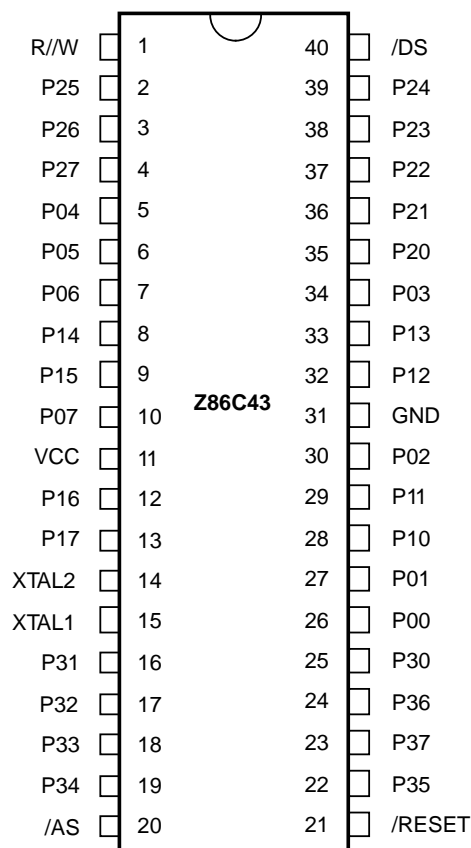 R//W 1 40 /DS
P25 2 39 P24
P26 3 38 P23
P27 4 37 P22
P04 5 36 P21
P05 6 35 P20
P06 7 34 P03
P14 8 33 P13
P15 9 32 P12
P07 10 Z86C43 31 GND
VCC 11 30 P02
P16 12 29 P11
P17 13 28 P10
XTAL2 14 27 P01
XTAL1 15 26 P00
P31 16 25 P30
P32 17 24 P36
P33 18 23 P37
P34 19 22 P35
/AS 20 21 /RESET